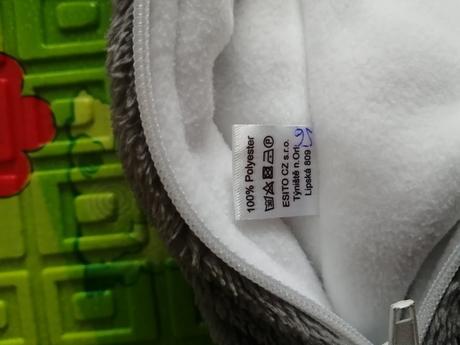 100% Polyester
ESITO CZ s.r.o.
Týniště n.Orl.
Lipská 809